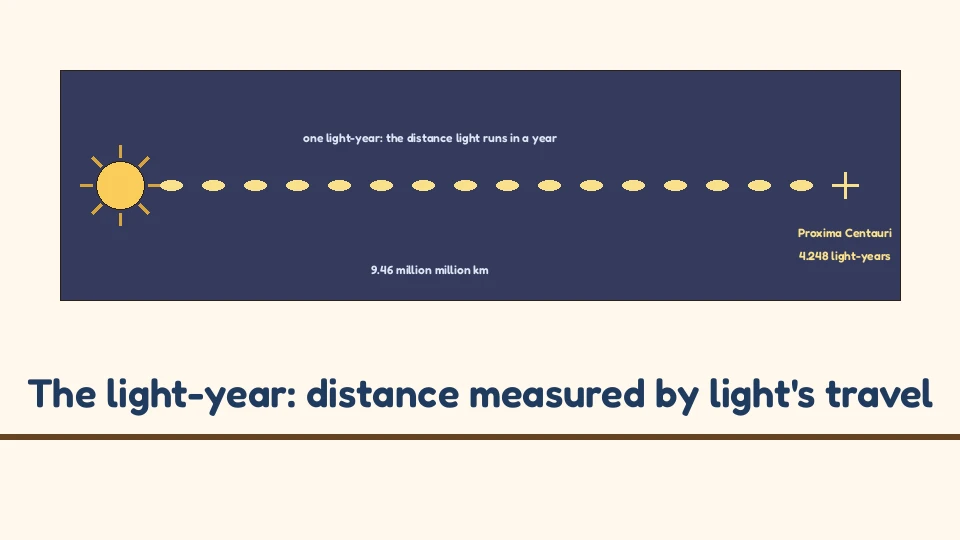 one light-year: the distance light runs in a year
Proxima Centauri
4.248 light-years
9.46 million million km
The light-year: distance measured by light's travel